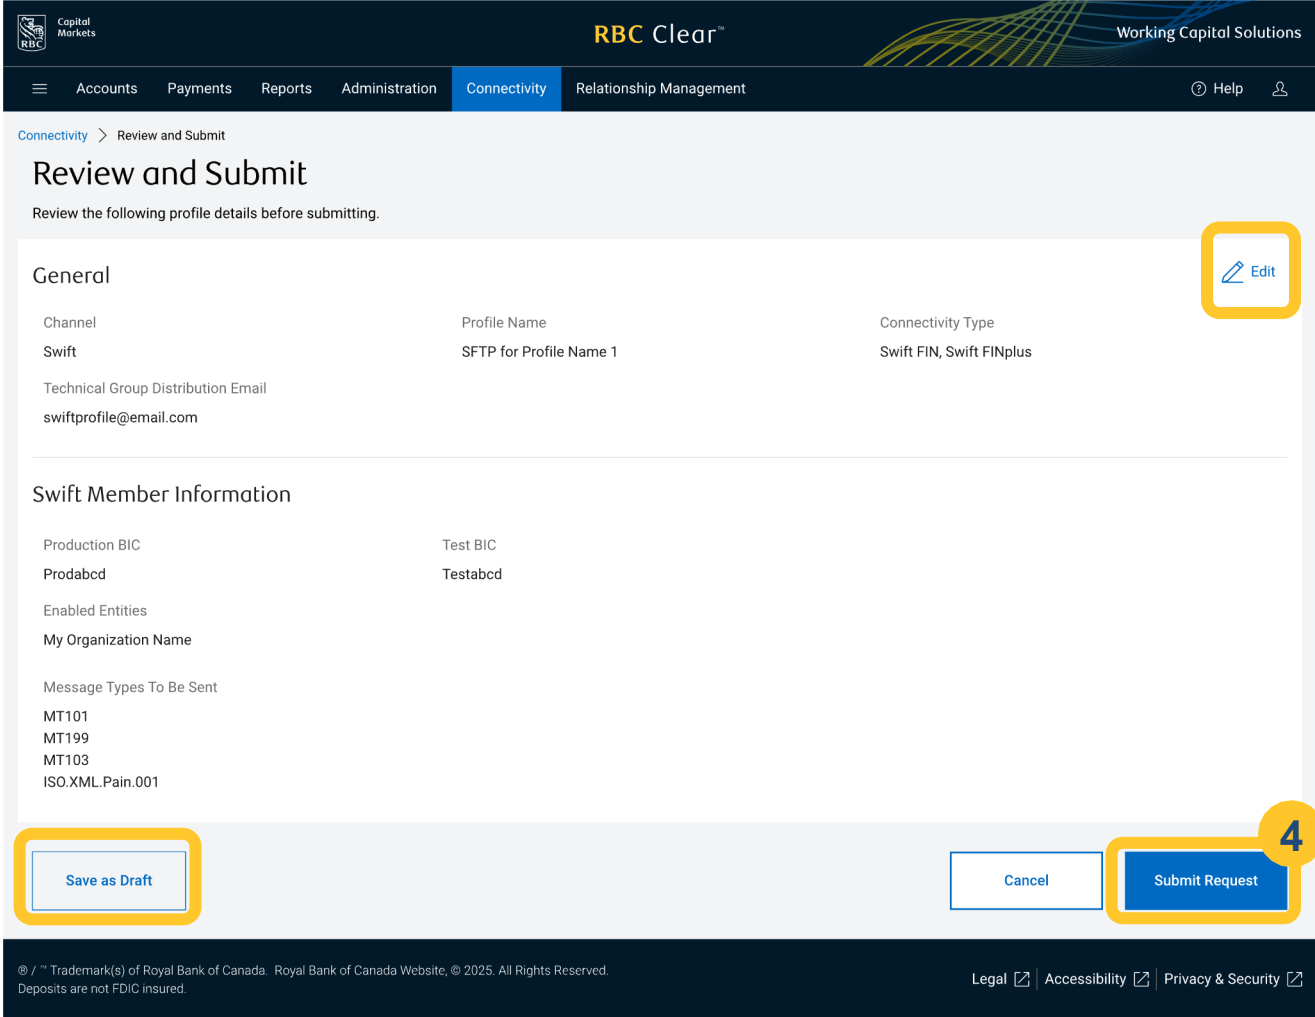 RBC
Capital
Markets
RBC Clear™
Working Capital Solutions
Accounts Payments Reports Administration Connectivity Relationship Management Help
Connectivity > Review and Submit
Review and Submit
Review the following profile details before submitting.
General
Edit
Channel Profile Name Connectivity Type
Swift SFTP for Profile Name 1 Swift FIN, Swift FINplus
Technical Group Distribution Email
swiftprofile@email.com
Swift Member Information
Production BIC Test BIC
Prodabcd Testabcd
Enabled Entities
My Organization Name
Message Types To Be Sent
MT101
MT199
MT103
ISO.XML.Pain.001
4
Save as Draft Cancel Submit Request
® / ™ Trademark(s) of Royal Bank of Canada. Royal Bank of Canada Website, © 2025. All Rights Reserved.
Deposits are not FDIC insured.
Legal | Accessibility | Privacy & Security